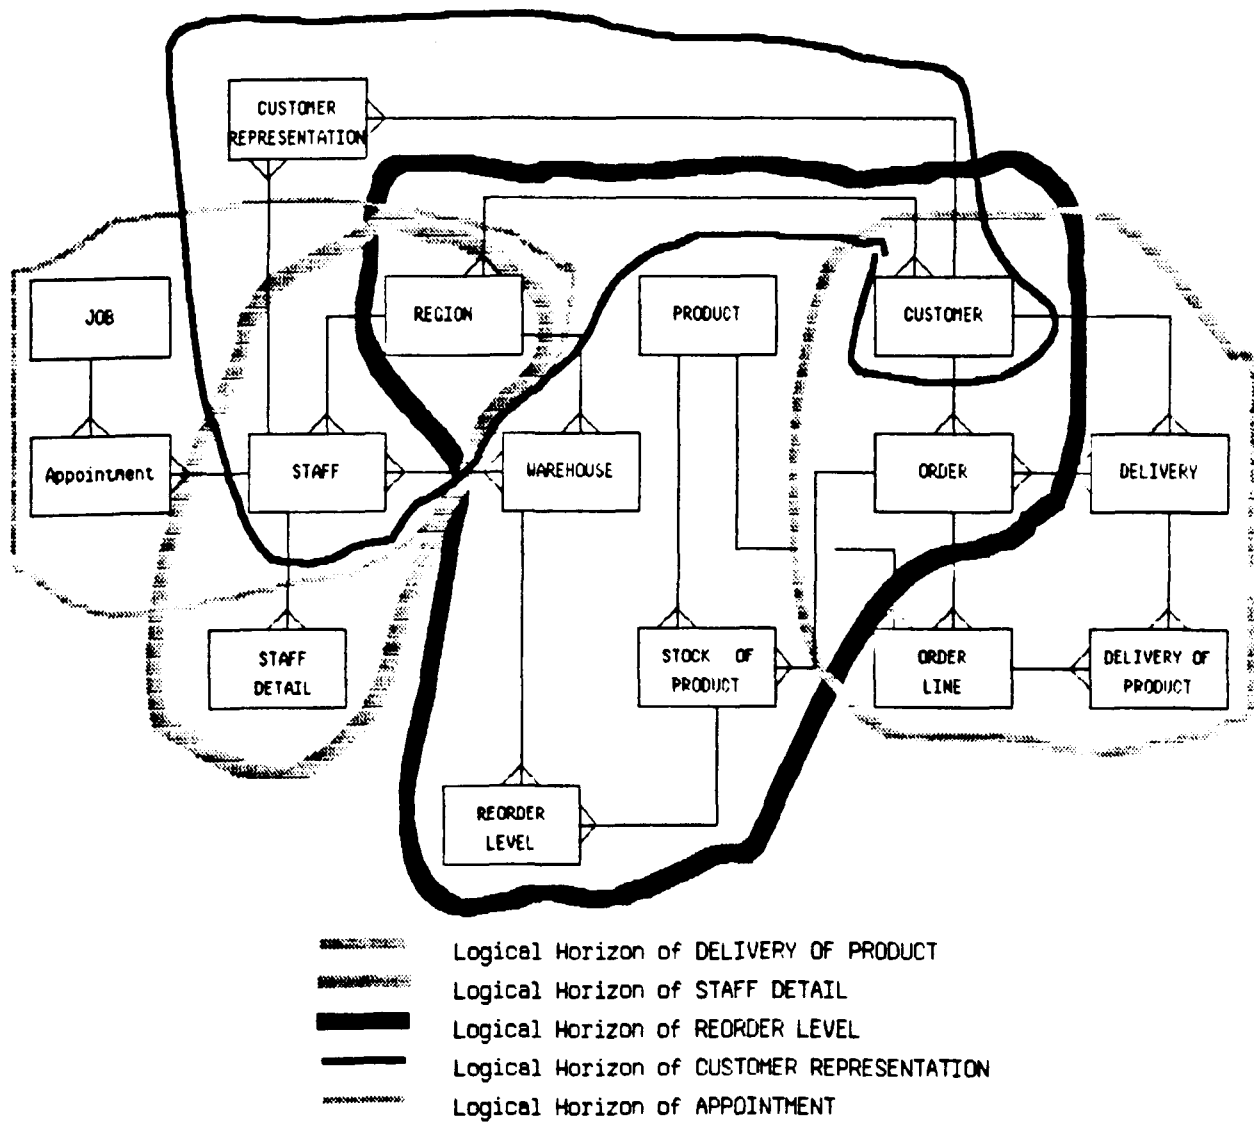 CUSTOMER
REPRESENTATION
JOB
REGION
PRODUCT
CUSTOMER
Appointment
STAFF
WAREHOUSE
ORDER
DELIVERY
STAFF
DETAIL
STOCK OF
PRODUCT
ORDER
LINE
DELIVERY OF
PRODUCT
REORDER
LEVEL
Logical Horizon of DELIVERY OF PRODUCT
Logical Horizon of STAFF DETAIL
Logical Horizon of REORDER LEVEL
Logical Horizon of CUSTOMER REPRESENTATION
Logical Horizon of APPOINTMENT